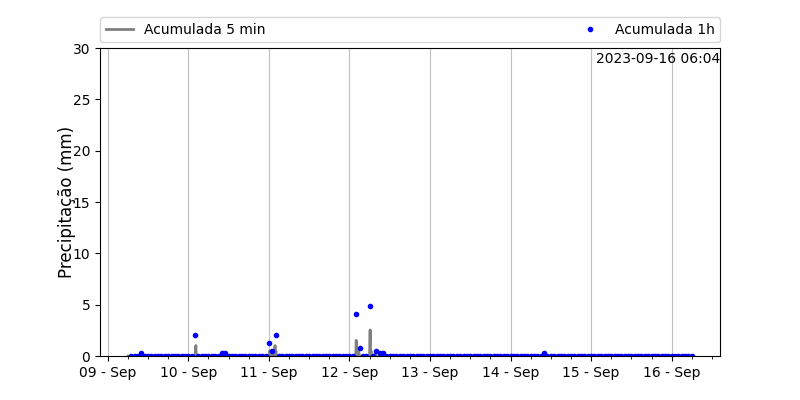 Acumulada 5 min
Acumulada 1h
2023-09-16 06:04
Precipitação (mm)
30
25
20
15
10
5
0
09 - Sep
10 - Sep
11 - Sep
12 - Sep
13 - Sep
14 - Sep
15 - Sep
16 - Sep